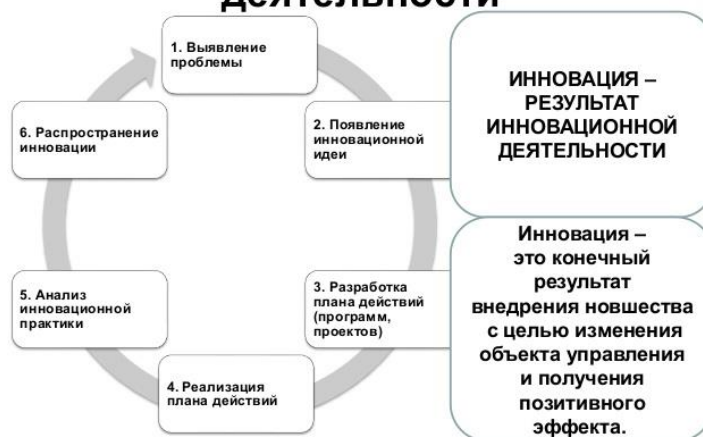 деятельности
1. Выявление
проблемы
2. Появление
инновационной
идеи
3. Разработка
плана действий
(программ,
проектов)
4. Реализация
плана действий
5. Анализ
инновационной
практики
6. Распространение
инновации
ИННОВАЦИЯ –
РЕЗУЛЬТАТ
ИННОВАЦИОННОЙ
ДЕЯТЕЛЬНОСТИ
Инновация –
это конечный
результат
внедрения новшества
с целью изменения
объекта управления
и получения
позитивного
эффекта.